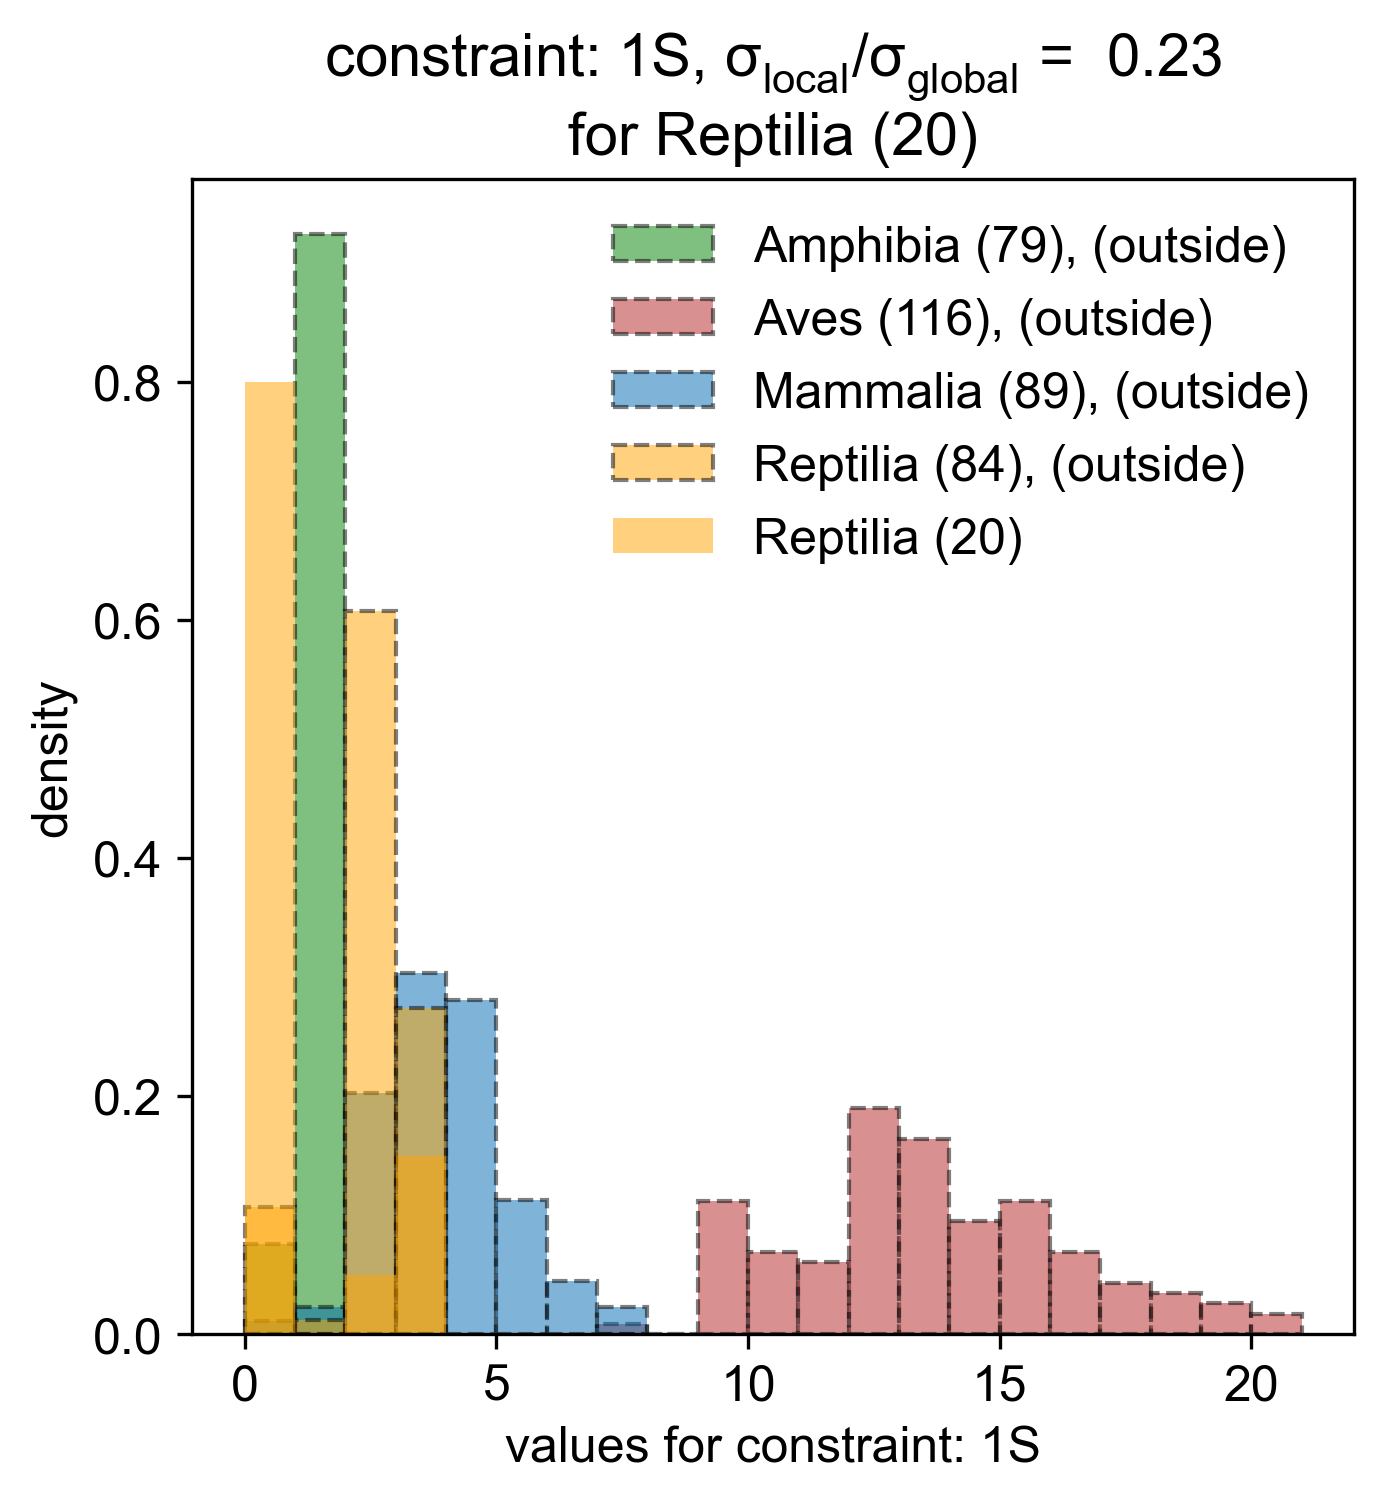 constraint: 1S, σlocal/σglobal = 0.23
for Reptilia (20)
Amphibia (79), (outside)
Aves (116), (outside)
Mammalia (89), (outside)
Reptilia (84), (outside)
Reptilia (20)
density
0.8
0.6
0.4
0.2
0.0
0 5 10 15 20
values for constraint: 1S